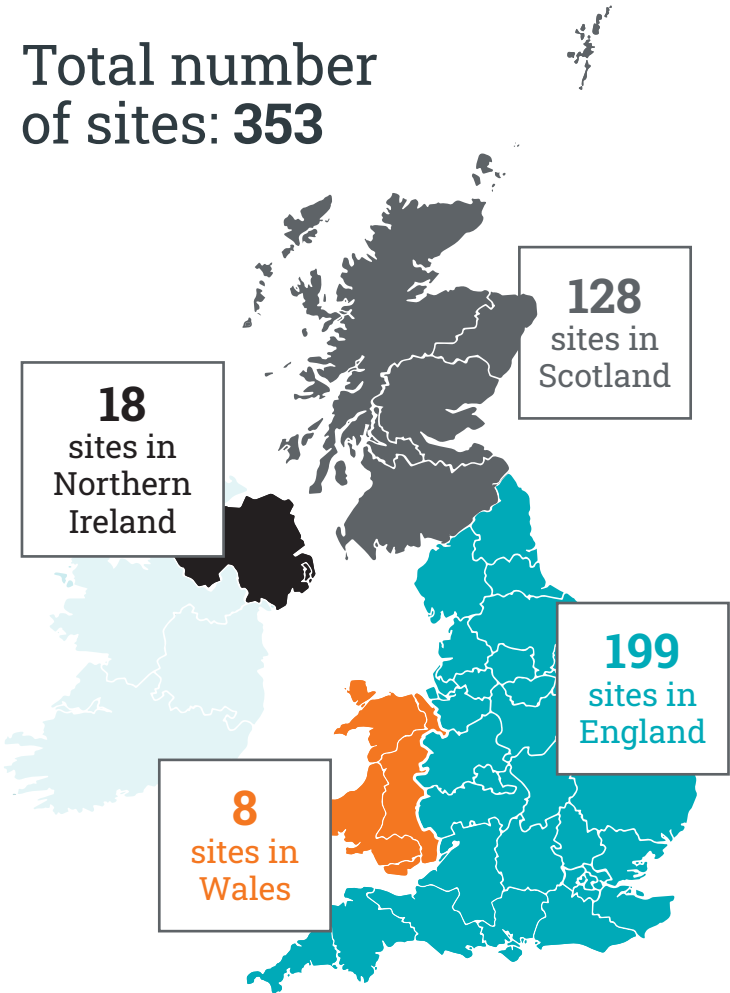 Total number
of sites: 353
128
sites in
Scotland
18
sites in
Northern
Ireland
199
sites in
England
8
sites in
Wales